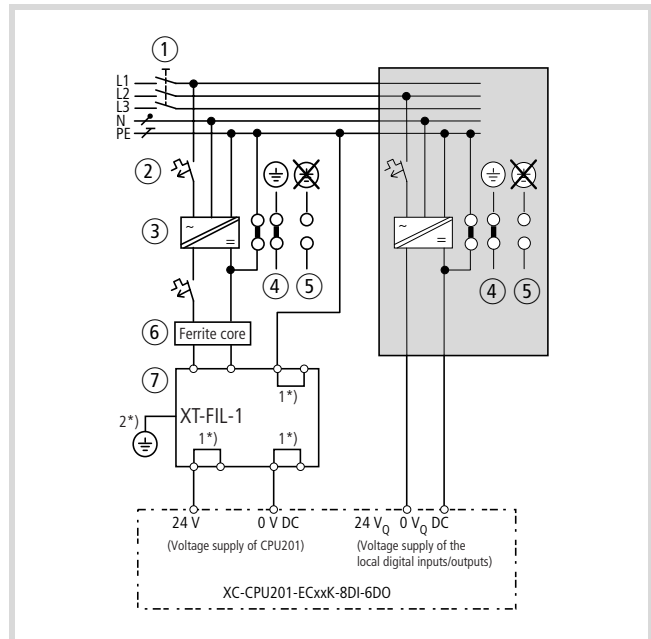 1
L1
L2
L3
N
PE
2
3
~
=
4
5
~
=
4
5
6
Ferrite core
7
1*)
2*)
XT-FIL-1
1*)
1*)
24 V
0 V DC
24 VQ 0 VQ DC
(Voltage supply of CPU201)
(Voltage supply of the
local digital inputs/outputs)
XC-CPU201-ECxxK-8DI-6DO